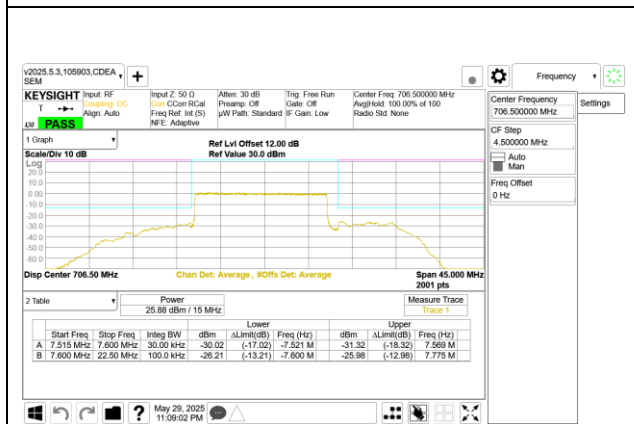 v2025.5.3,105903,CDEA
SEM
Frequency
KEYSIGHT
Input: RF
Coupling: DC
Align: Auto
Input Z: 50 Ω
Corr CCorr RCal
Freq Ref: Int (S)
NFE: Adaptive
Atten: 30 dB
Preamp: Off
µW Path: Standard
Trig: Free Run
Gate: Off
IF Gain: Low
Center Freq: 706.500000 MHz
Avg|Hold: 100.00% of 100
Radio Std: None
T
LXI
PASS
Center Frequency
706.500000 MHz
Settings
CF Step
4.500000 MHz
Auto
Man
Freq Offset
0 Hz
1 Graph
Ref Lvl Offset 12.00 dB
Scale/Div 10 dB
Ref Value 30.0 dBm
Log
20.0
10.0
0.00
-10.0
-20.0
-30.0
-40.0
-50.0
-60.0
Disp Center 706.50 MHz
Chan Det: Average , #Offs Det: Average
Span 45.000 MHz
2001 pts
2 Table
Power
25.88 dBm / 15 MHz
Measure Trace
Trace 1
Lower Upper
Start Freq Stop Freq Integ BW dBm ΔLimit(dB) Freq (Hz) dBm ΔLimit(dB) Freq (Hz)
A 7.515 MHz 7.600 MHz 30.00 kHz -30.02 (-17.02) -7.521 M -31.32 (-18.32) 7.569 M
B 7.600 MHz 22.50 MHz 100.0 kHz -26.21 (-13.21) -7.600 M -25.98 (-12.98) 7.775 M
?
May 29, 2025
11:09:02 PM